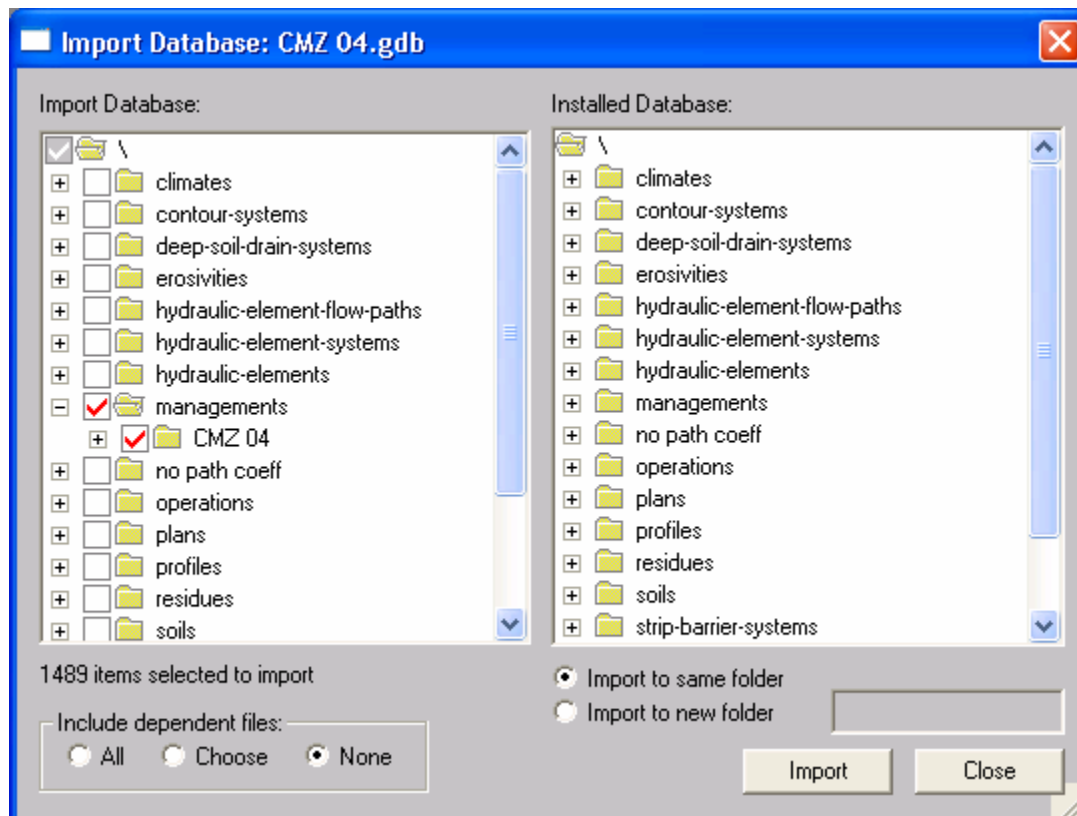 Import Database: CMZ 04.gdb
Import Database:
\
climates
contour-systems
deep-soil-drain-systems
erosivities
hydraulic-element-flow-paths
hydraulic-element-systems
hydraulic-elements
managements
CMZ 04
no path coeff
operations
plans
profiles
residues
soils
1489 items selected to import
Include dependent files:
All Choose None
Installed Database:
\
climates
contour-systems
deep-soil-drain-systems
erosivities
hydraulic-element-flow-paths
hydraulic-element-systems
hydraulic-elements
managements
no path coeff
operations
plans
profiles
residues
soils
strip-barrier-systems
Import to same folder
Import to new folder
Import Close